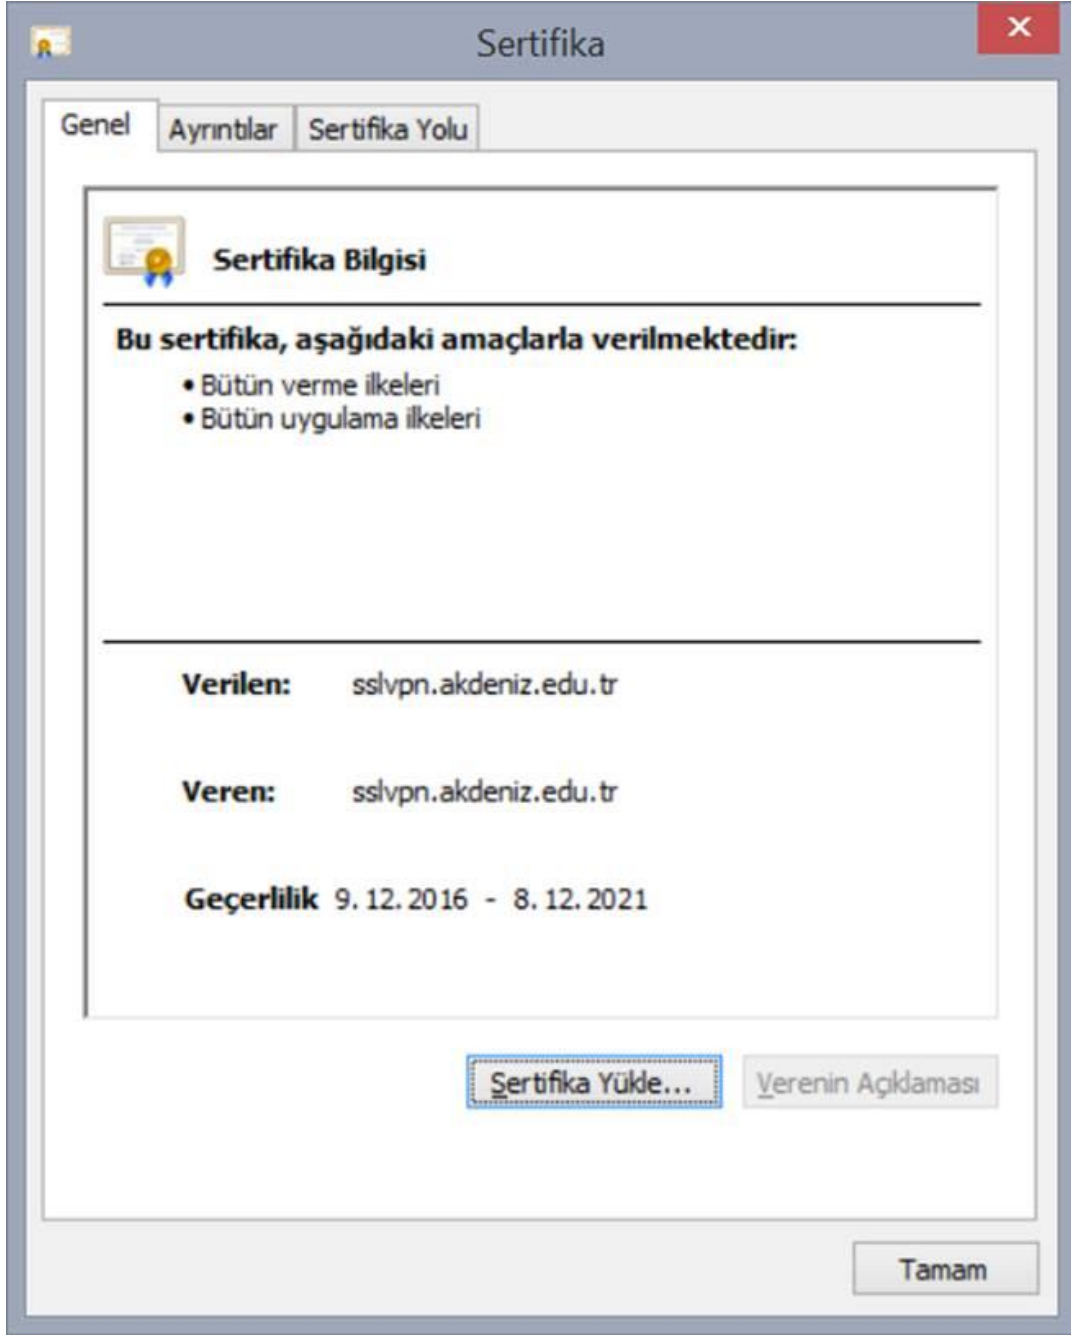 Sertifika
Genel
Ayrıntılar
Sertifika Yolu
Sertifika Bilgisi
Bu sertifika, aşağıdaki amaçlarla verilmektedir:
• Bütün verme ilkeleri
• Bütün uygulama ilkeleri
Verilen: sslvpn.akdeniz.edu.tr
Veren: sslvpn.akdeniz.edu.tr
Geçerlilik 9.12.2016 - 8.12.2021
Sertifika Yükle...
Verenin Açıklaması
Tamam